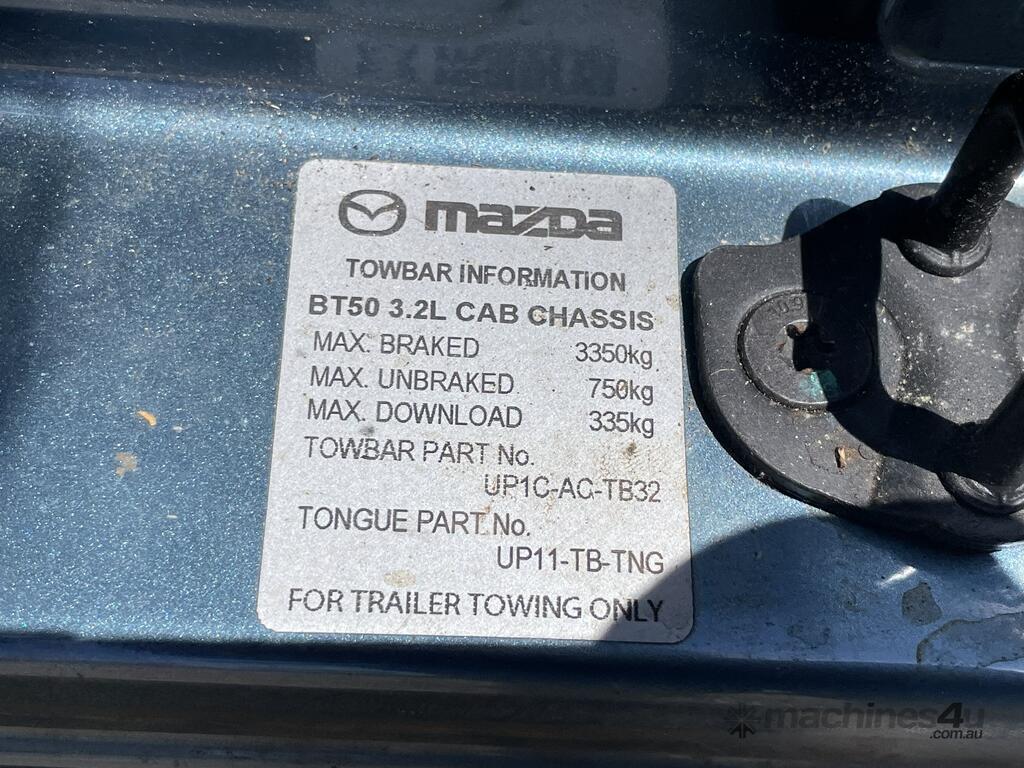 mazda
TOWBAR INFORMATION
BT50 3.2L CAB CHASSIS
MAX. BRAKED 3350kg
MAX. UNBRAKED 750kg
MAX. DOWNLOAD 335kg
TOWBAR PART No.
UP1C-AC-TB32
TONGUE PART No.
UP11-TB-TNG
FOR TRAILER TOWING ONLY
machines4u
.com.au